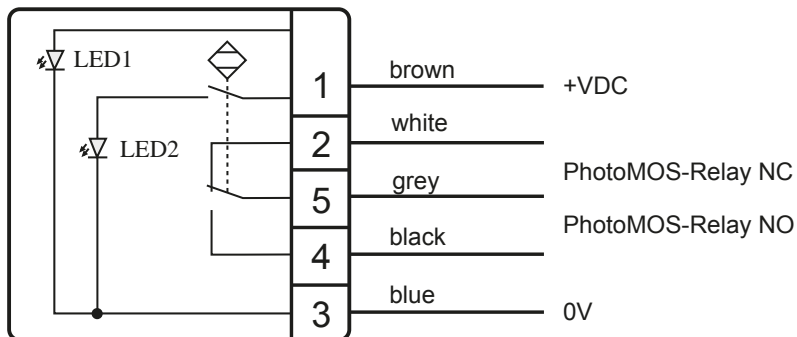 LED1
LED2
1 brown +VDC
2 white
PhotoMOS-Relay NC
5 grey
PhotoMOS-Relay NO
4 black
3 blue 0V